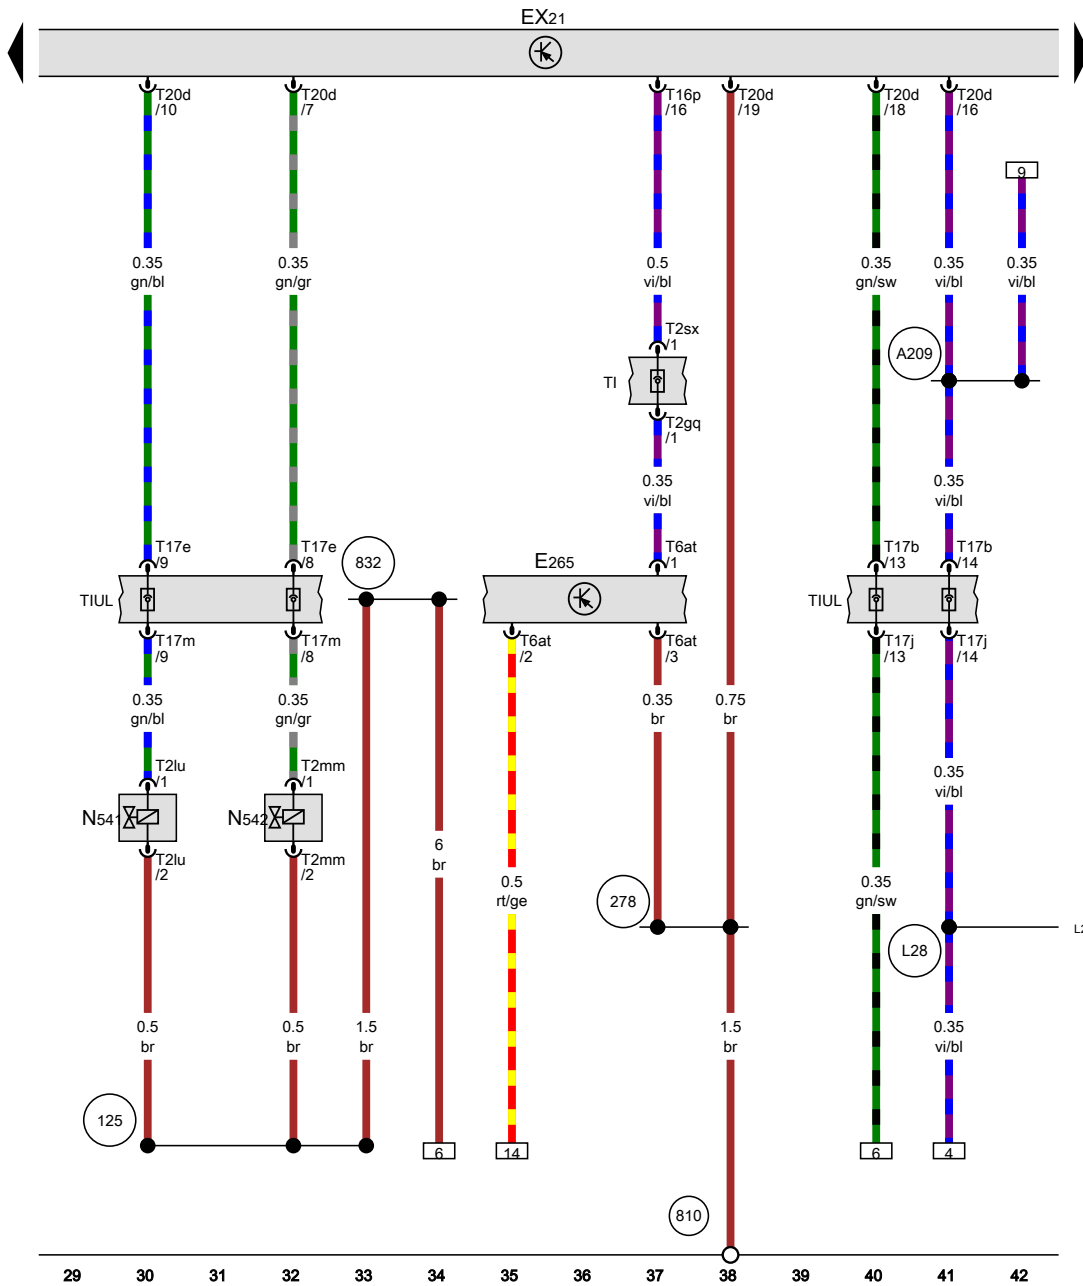 EX21
T20d
/10
T20d
/7
T16p
/16
T20d
/19
T20d
/18
T20d
/16
9
0.35
gn/bl
0.35
gn/gr
0.5
vi/bl
0.35
gn/sw
0.35
vi/bl
0.35
vi/bl
T2sx
/1
A209
TI
T2gq
/1
0.35
vi/bl
0.35
vi/bl
T17e
/9
T17e
/8
832
E265
T6at
/1
T17b
/13
T17b
/14
TIUL
TIUL
T17m
/9
T17m
/8
T6at
/2
T6at
/3
T17j
/13
T17j
/14
0.35
gn/bl
0.35
gn/gr
0.35
br
0.75
br
T2lu
/1
T2mm
/1
0.35
vi/bl
N541
N542
T2lu
/2
T2mm
/2
6
br
0.5
rt/ge
278
0.35
gn/sw
L28
0.5
br
0.5
br
1.5
br
1.5
br
0.35
vi/bl
125
6
14
6
4
810
29 30 31 32 33 34 35 36 37 38 39 40 41 42